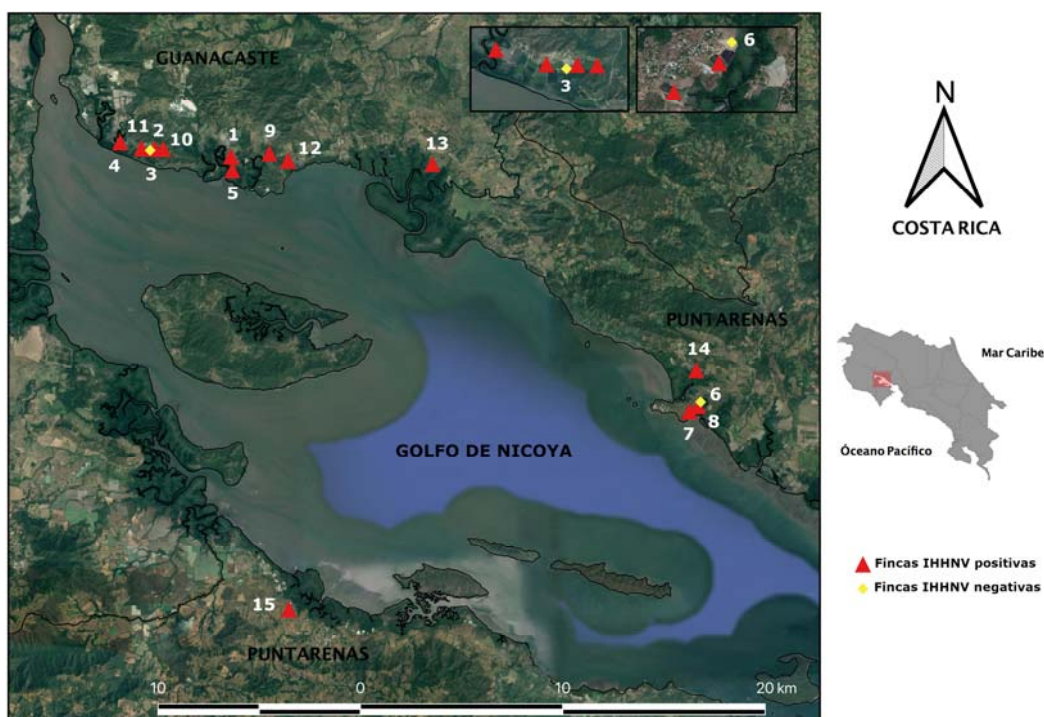 GUANACASTE
6
3
N
COSTA RICA
11 2 10
4
3
1
9
12
5
13
PUNTARENAS
14
6
7
8
GOLFO DE NICOYA
Mar Caribe
Óceano Pacífico
Fincas IHHNV positivas
Fincas IHHNV negativas
15
PUNTARENAS
10 0 10 20 km